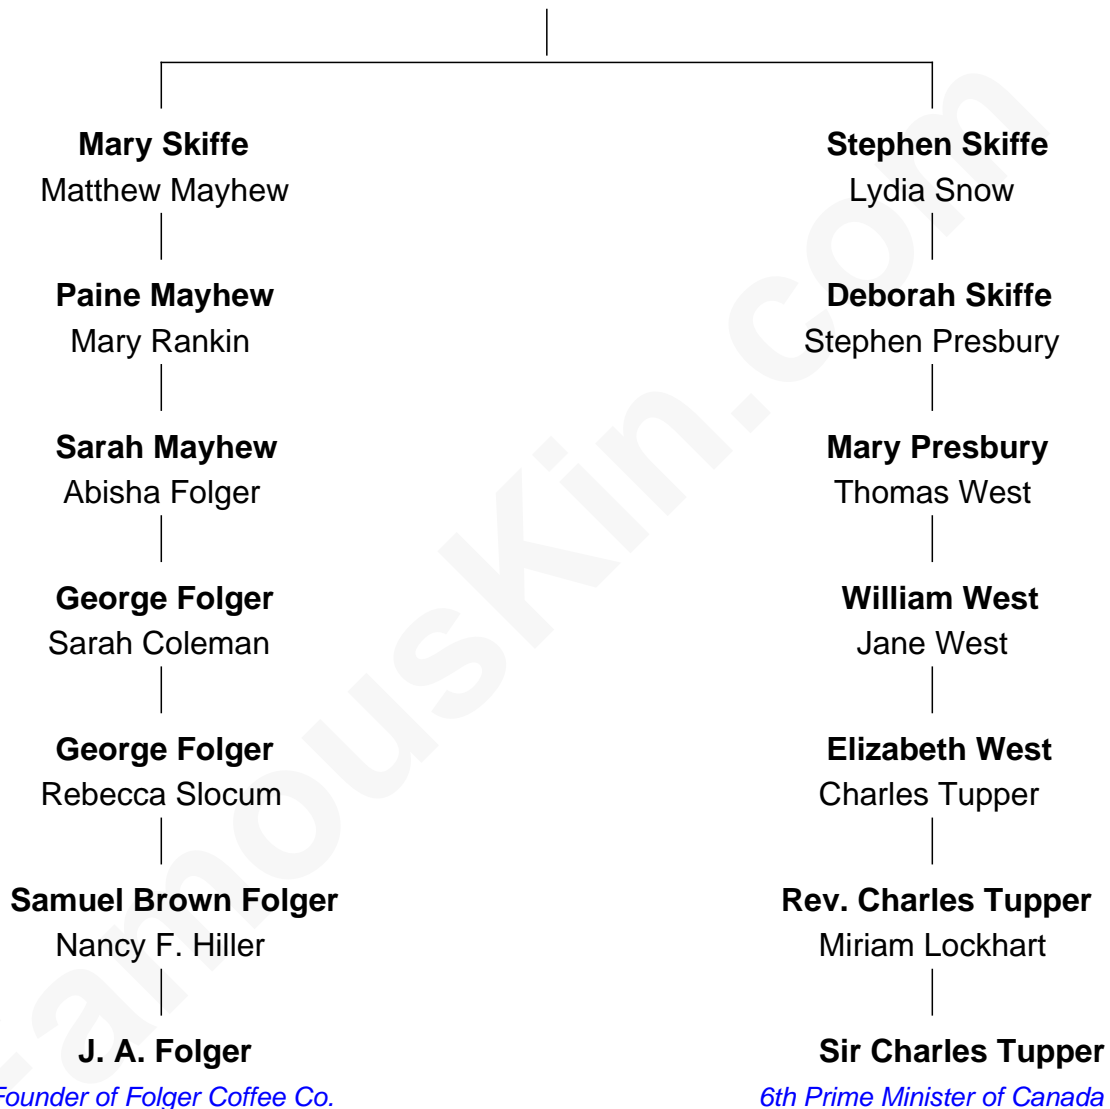 Mary Skiffe
Matthew Mayhew
Stephen Skiffe
Lydia Snow
Paine Mayhew
Mary Rankin
Deborah Skiffe
Stephen Presbury
Sarah Mayhew
Abisha Folger
Mary Presbury
Thomas West
George Folger
Sarah Coleman
William West
Jane West
George Folger
Rebecca Slocum
Elizabeth West
Charles Tupper
Samuel Brown Folger
Nancy F. Hiller
Rev. Charles Tupper
Miriam Lockhart
J. A. Folger
Founder of Folger Coffee Co.
Sir Charles Tupper
6th Prime Minister of Canada
FamousKin.com